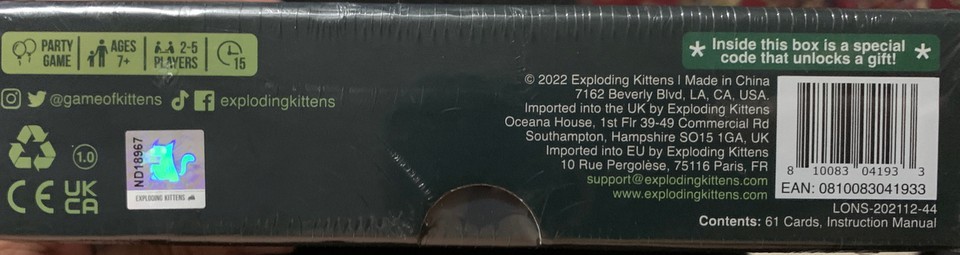 PARTY GAME
AGES 7+
2-5 PLAYERS
15
@gameofkittens explodingkittens
1.0
ND18967
EXPLODING KITTENS
CE UK CA
* Inside this box is a special code that unlocks a gift! *
© 2022 Exploding Kittens | Made in China
7162 Beverly Blvd, LA, CA, USA.
Imported into the UK by Exploding Kittens
Oceana House, 1st Flr 39-49 Commercial Rd
Southampton, Hampshire SO15 1GA, UK
Imported into EU by Exploding Kittens
10 Rue Pergolèse, 75116 Paris, FR
support@explodingkittens.com
www.explodingkittens.com
8 10083 04193 3
EAN: 0810083041933
LONS-202112-44
Contents: 61 Cards, Instruction Manual